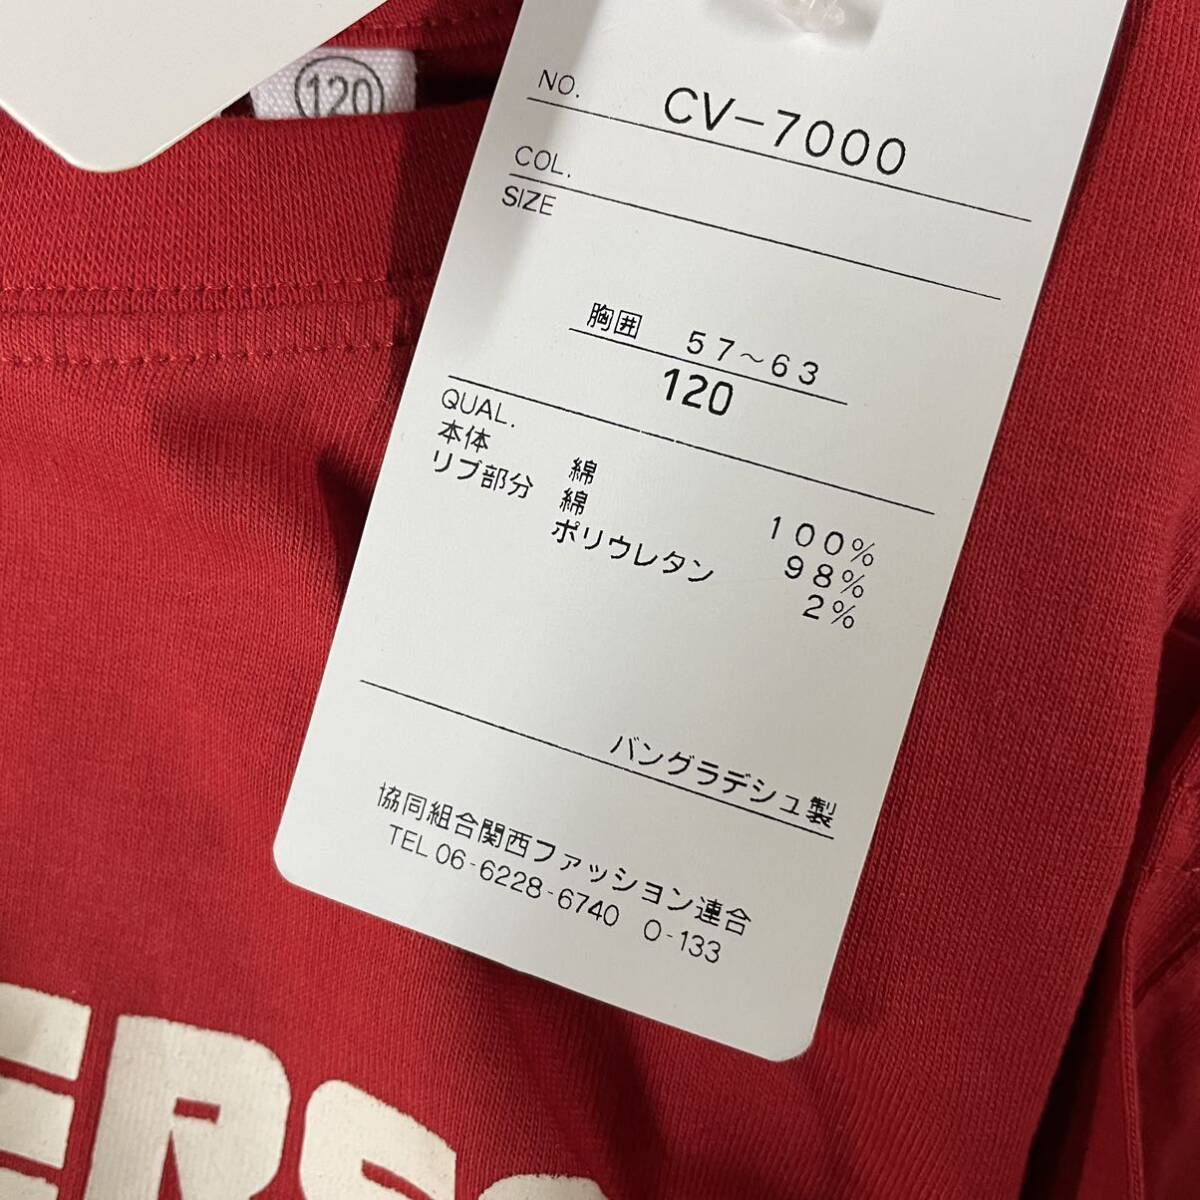 120
NO. CV-7000
COL.
SIZE
胸囲 57~63
120
QUAL.
本体 綿 100%
リブ部分 綿 98%
ポリウレタン 2%
バングラデシュ製
協同組合関西ファッション連合
TEL 06-6228-6740 O-133
ERS